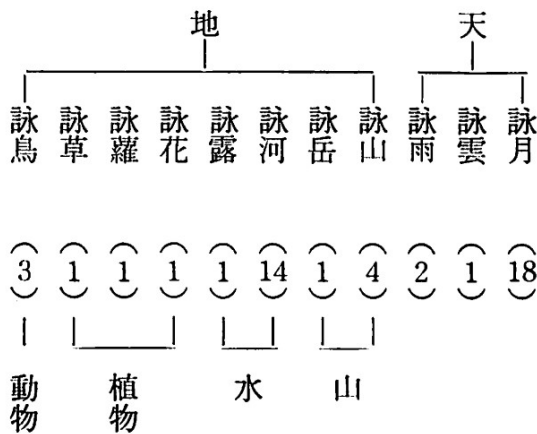 天
地
詠月(18)
詠雲(1)
詠雨(2)
詠山(4)
詠岳(1)
詠河(14)
詠露(1)
詠花(1)
詠蘿(1)
詠草(1)
詠鳥(3)
山
水
植物
動物